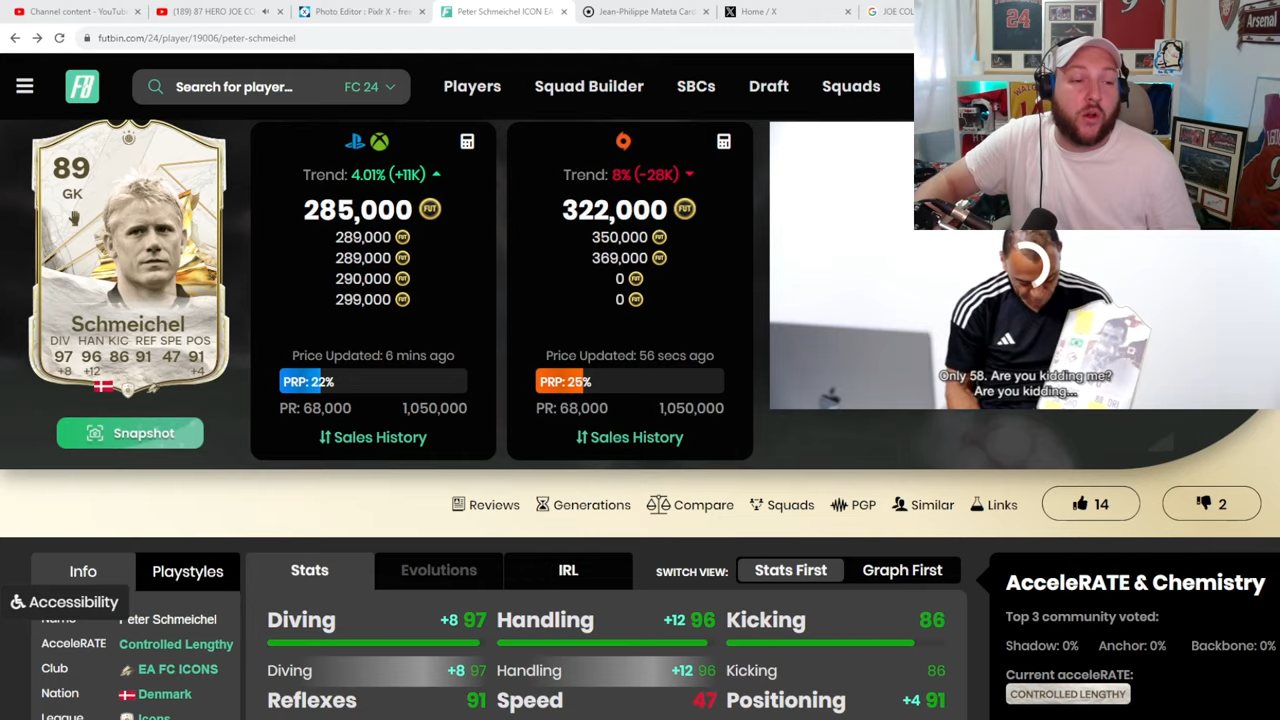 Channel content - YouTu
(189) 87 HERO JOE CO
Photo Editor : Pixlr X - free
Peter Schmeichel ICON EA
Jean-Philippe Mateta Card
Home / X
JOE COL
futbin.com/24/player/19006/peter-schmeichel
FB
Search for player...
FC 24
Players
Squad Builder
SBCs
Draft
Squads
Arsenal
89
GK
Schmeichel
DIV HAN KIC REF SPE POS
97 96 86 91 47 91
+8 +12 +4
Snapshot
Trend: 4.01% (+11K)
285,000
289,000
289,000
290,000
299,000
Price Updated: 6 mins ago
PRP: 22%
PR: 68,000 1,050,000
Sales History
Trend: 8% (-28K)
322,000
350,000
369,000
0
0
Price Updated: 56 secs ago
PRP: 25%
PR: 68,000 1,050,000
Sales History
Only 58. Are you kidding me?
Are you kidding...
Reviews
Generations
Compare
Squads
PGP
Similar
Links
14
2
Info
Playstyles
Stats
Evolutions
IRL
SWITCH VIEW:
Stats First
Graph First
Accessibility
Name Peter Schmeichel
AcceleRATE Controlled Lengthy
Club EA FC ICONS
Nation Denmark
League Icons
Diving +8 97
Handling +12 96
Kicking 86
Diving +8 97
Handling +12 96
Kicking 86
Reflexes 91
Speed 47
Positioning +4 91
AcceleRATE & Chemistry
Top 3 community voted:
Shadow: 0% Anchor: 0% Backbone: 0%
Current acceleRATE:
CONTROLLED LENGTHY